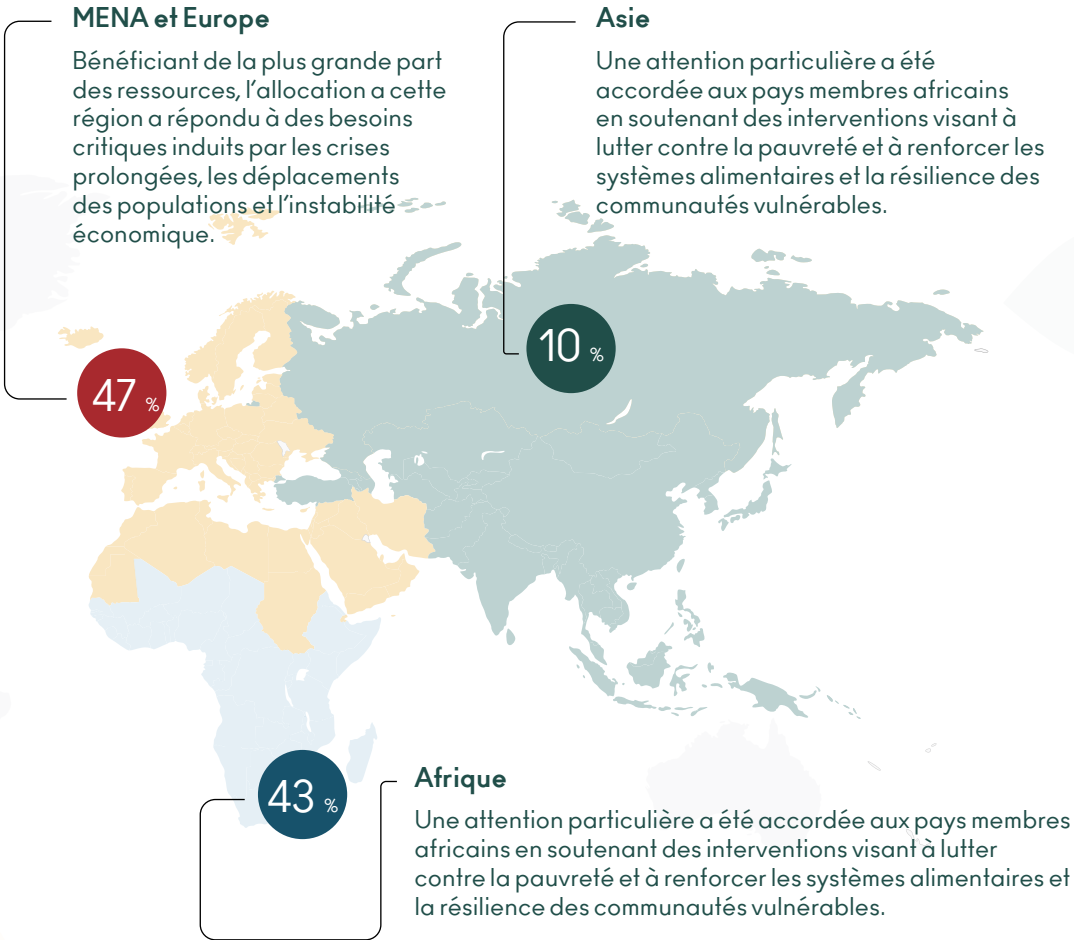 MENA et Europe
Bénéficiant de la plus grande part
des ressources, l'allocation a cette
région a répondu à des besoins
critiques induits par les crises
prolongées, les déplacements
des populations et l'instabilité
économique.
47 %
Asie
Une attention particulière a été
accordée aux pays membres africains
en soutenant des interventions visant à
lutter contre la pauvreté et à renforcer les
systèmes alimentaires et la résilience des
communautés vulnérables.
10 %
43 %
Afrique
Une attention particulière a été accordée aux pays membres
africains en soutenant des interventions visant à lutter
contre la pauvreté et à renforcer les systèmes alimentaires et
la résilience des communautés vulnérables.